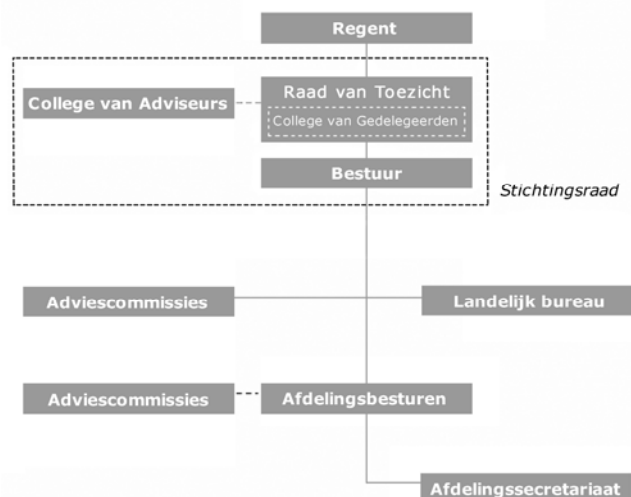 Regent
Raad van Toezicht
College van Adviseurs
College van Gedelegeerden
Bestuur
Stichtingsraad
Adviescommissies
Landelijk bureau
Adviescommissies
Afdelingsbesturen
Afdelingssecretariaat